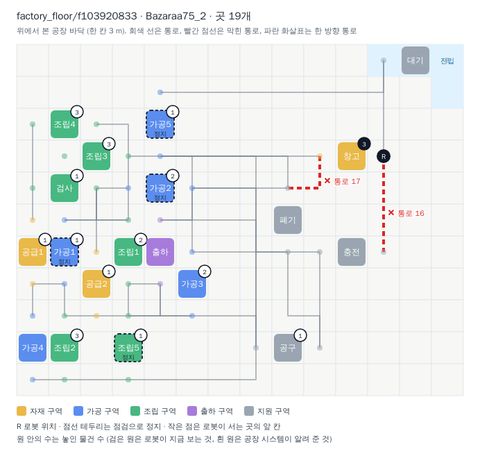 factory_floor/f103920833 · Bazaraa75_2 · 곳 19개
위에서 본 공장 바닥 (한 칸 3 m). 회색 선은 통로, 빨간 점선은 막힌 통로, 파란 화살표는 한 방향 통로
대기
전립
조립4
3
가공5
1
정지
조립3
3
창고
3
R
검사
1
가공2
2
정지
✕ 통로 17
폐기
✕ 통로 16
공급1
1
가공1
1
정지
조립1
2
출하
충전
공급2
1
가공3
2
가공4
조립2
3
조립5
1
정지
공구
1
자재 구역
가공 구역
조립 구역
출하 구역
지원 구역
R 로봇 위치 · 점선 테두리는 점검으로 정지 · 작은 점은 로봇이 서는 곳의 앞 칸
원 안의 수는 놓인 물건 수 (검은 원은 로봇이 지금 보는 것, 흰 원은 공장 시스템이 알려 준 것)